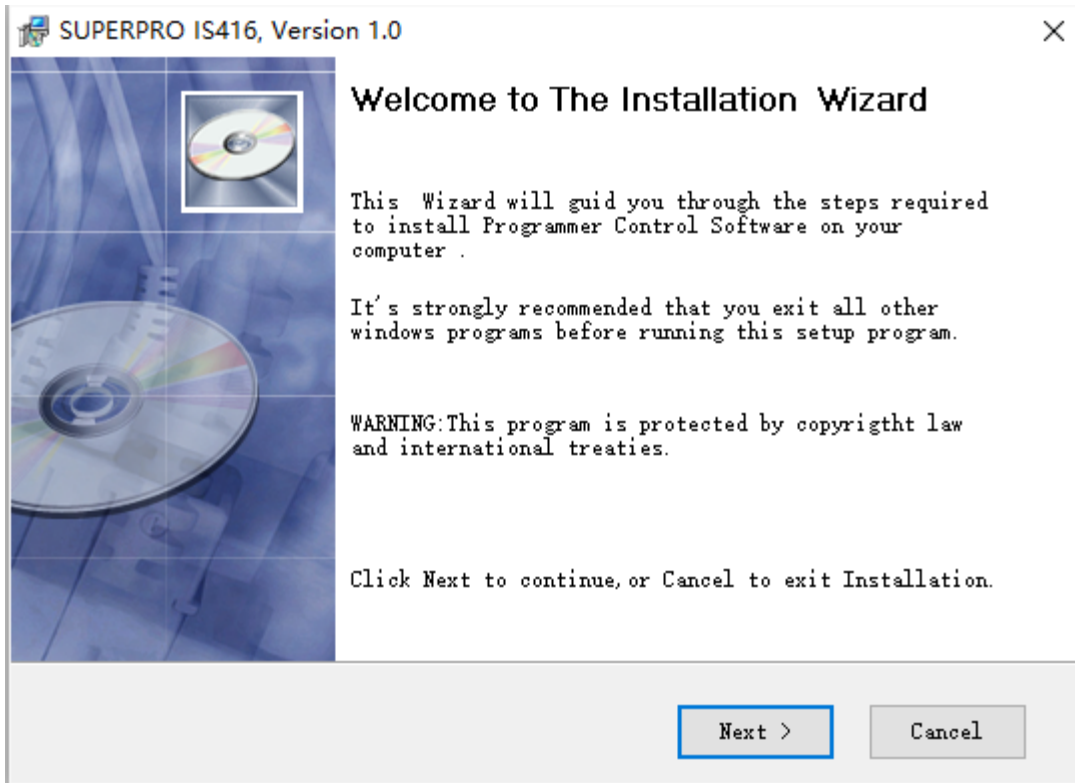 SUPERPRO IS416, Version 1.0
Welcome to The Installation  Wizard
This  Wizard will guid you through the steps required
to install Programmer Control Software on your
computer .
It's strongly recommended that you exit all other
windows programs before running this setup program.
WARNING:This program is protected by copyrigtht law
and international treaties.
Click Next to continue,or Cancel to exit Installation.
Next >
Cancel